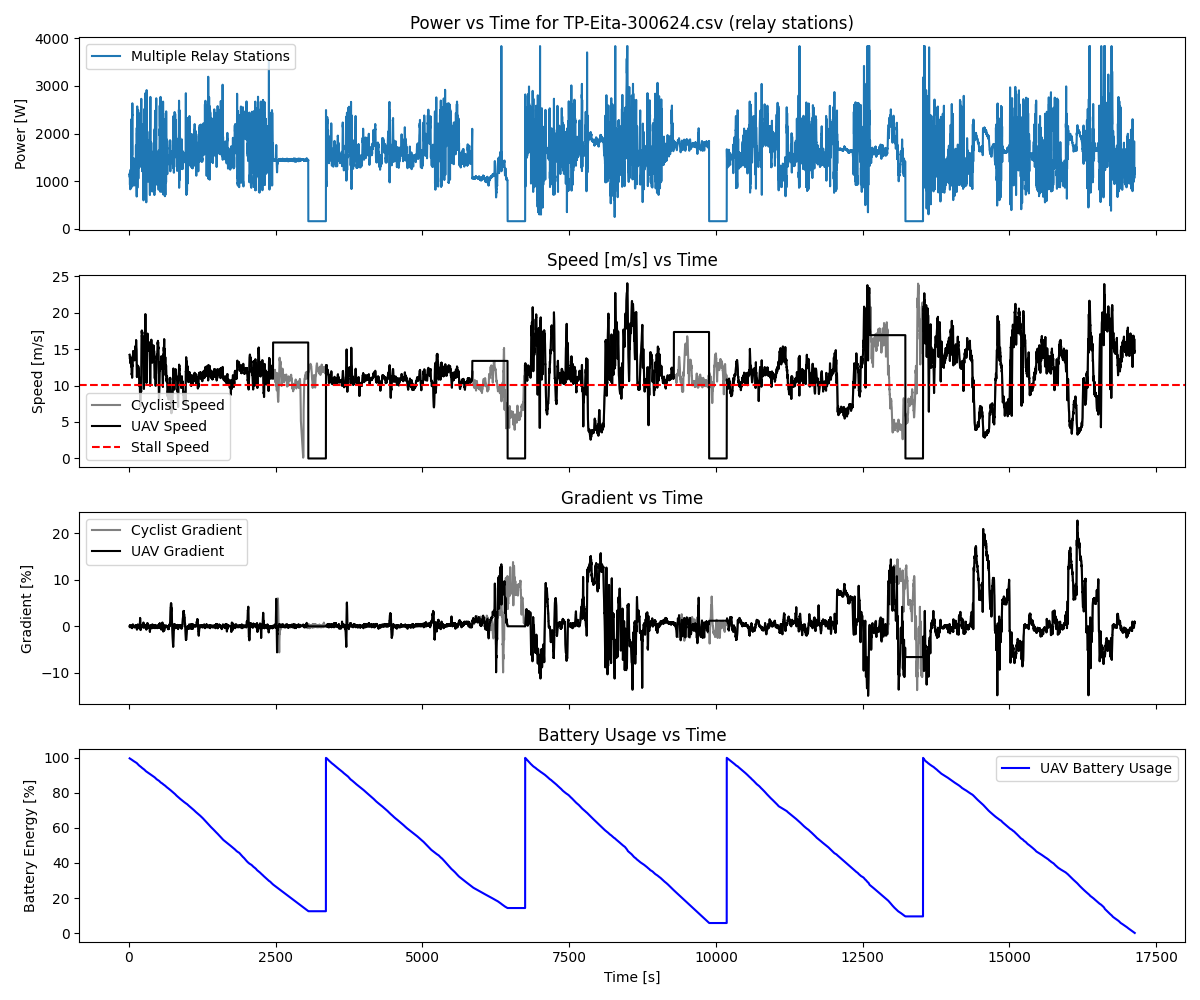 Power vs Time for TP-Eita-300624.csv (relay stations)
4000
3000
2000
1000
0
Power [W]
Multiple Relay Stations
Speed [m/s] vs Time
25
20
15
10
5
0
Speed [m/s]
Cyclist Speed
UAV Speed
Stall Speed
Gradient vs Time
20
10
0
−10
Gradient [%]
Cyclist Gradient
UAV Gradient
Battery Usage vs Time
100
80
60
40
20
0
Battery Energy [%]
UAV Battery Usage
0 2500 5000 7500 10000 12500 15000 17500
Time [s]